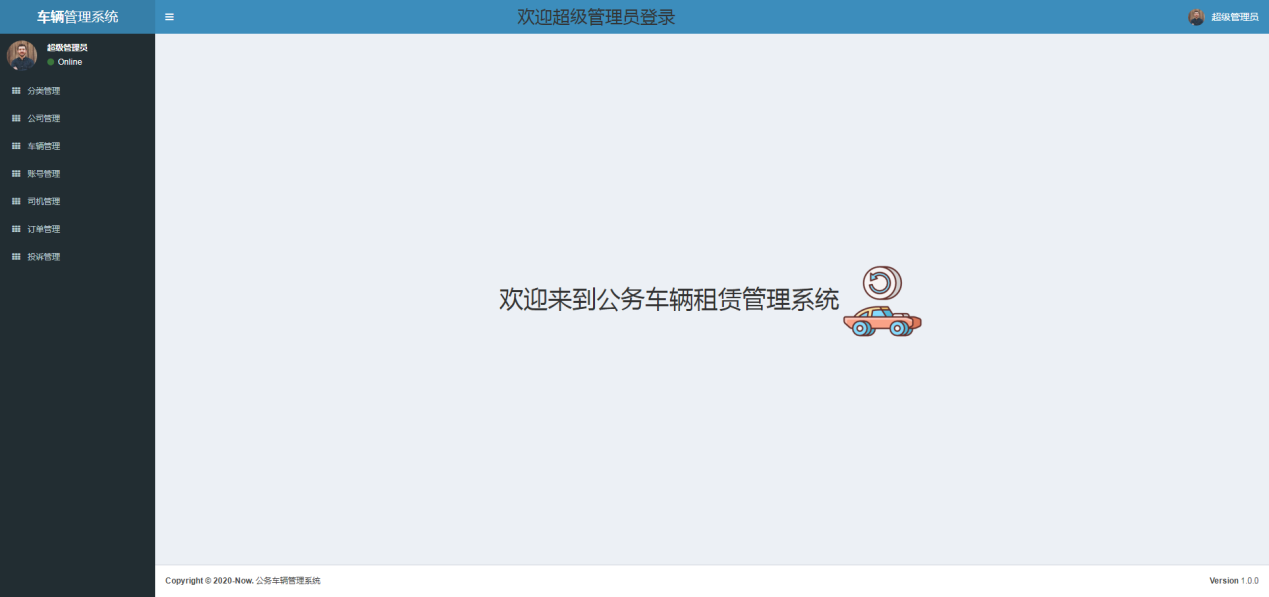 车辆管理系统
欢迎超级管理员登录
超级管理员
超级管理员
Online
分类管理
公司管理
车辆管理
账号管理
司机管理
订单管理
投诉管理
欢迎来到公务车辆租赁管理系统
Copyright © 2020-Now. 公务车辆管理系统
Version 1.0.0